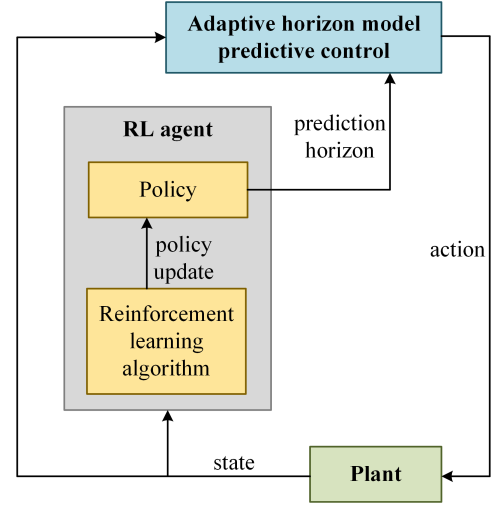 Adaptive horizon model
predictive control
RL agent
prediction
horizon
Policy
policy
update
action
Reinforcement
learning
algorithm
state
Plant